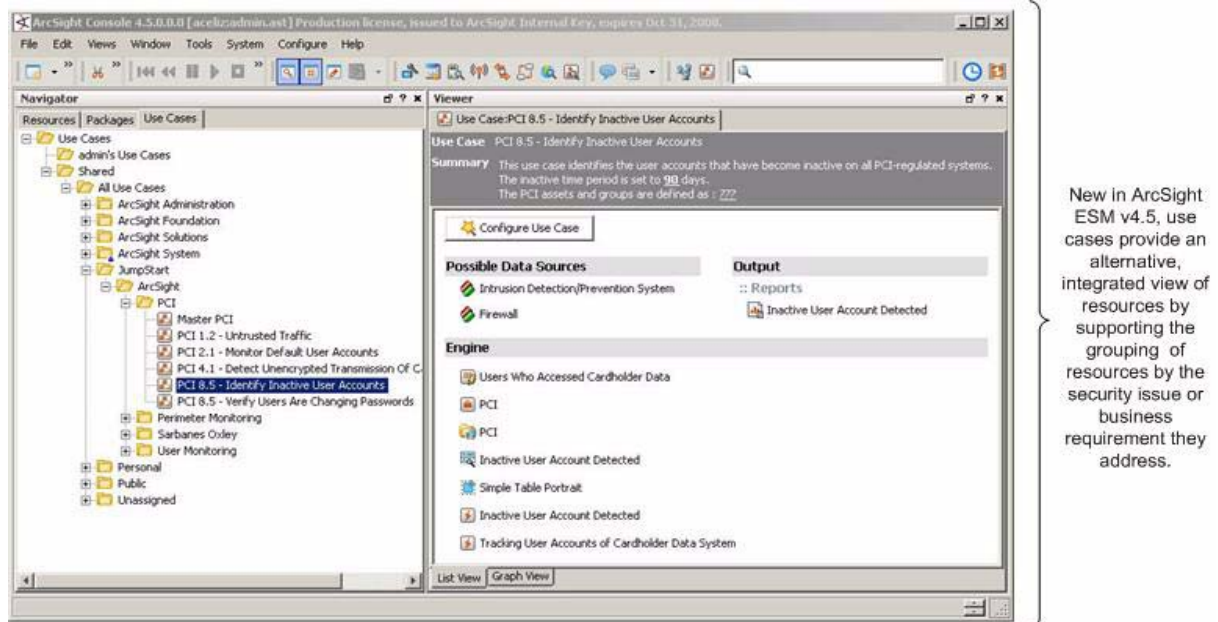 ArcSight Console 4.5.0.0.0 [aceliz:admin.ast] Production license, issued to ArcSight Internal Key, expires Oct 31, 2008.
File Edit Views Window Tools System Configure Help
Navigator
Resources Packages Use Cases
Use Cases
admin's Use Cases
Shared
All Use Cases
ArcSight Administration
ArcSight Foundation
ArcSight Solutions
ArcSight System
JumpStart
ArcSight
PCI
Master PCI
PCI 1.2 - Untrusted Traffic
PCI 2.1 - Monitor Default User Accounts
PCI 4.1 - Detect Unencrypted Transmission Of C
PCI 8.5 - Identify Inactive User Accounts
PCI 8.5 - Verify Users Are Changing Passwords
Perimeter Monitoring
Sarbanes Oxley
User Monitoring
Personal
Public
Unassigned
Viewer
Use Case:PCI 8.5 - Identify Inactive User Accounts
Use Case PCI 8.5 - Identify Inactive User Accounts
Summary This use case identifies the user accounts that have become inactive on all PCI-regulated systems.
The inactive time period is set to 90 days.
The PCI assets and groups are defined as : ???
Configure Use Case
Possible Data Sources
Intrusion Detection/Prevention System
Firewall
Output
:: Reports
Inactive User Account Detected
Engine
Users Who Accessed Cardholder Data
PCI
PCI
Inactive User Account Detected
Simple Table Portrait
Inactive User Account Detected
Tracking User Accounts of Cardholder Data System
List View Graph View
New in ArcSight
ESM v4.5, use
cases provide an
alternative,
integrated view of
resources by
supporting the
grouping of
resources by the
security issue or
business
requirement they
address.